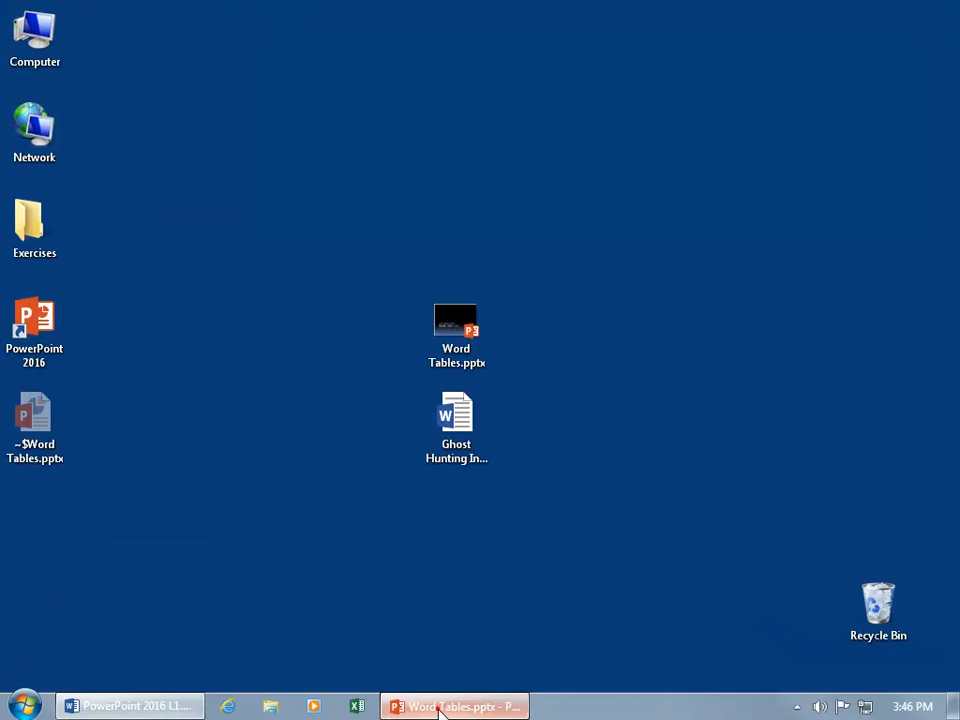 Computer
Network
Exercises
PowerPoint
2016
~$Word
Tables.pptx
Word
Tables.pptx
Ghost
Hunting In...
Recycle Bin
PowerPoint 2016 L1....
Word Tables.pptx - P...
3:46 PM